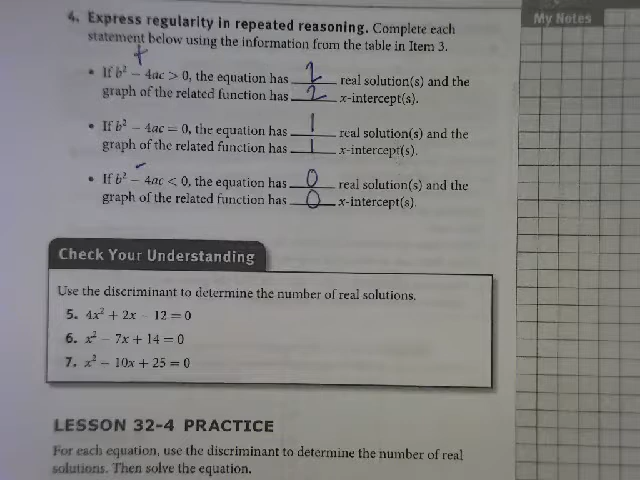 My Notes
4. Express regularity in repeated reasoning. Complete each
statement below using the information from the table in Item 3.
+
• If b² − 4ac > 0, the equation has 2 real solution(s) and the
graph of the related function has 2 x-intercept(s).
• If b² − 4ac = 0, the equation has 1 real solution(s) and the
graph of the related function has 1 x-intercept(s).
-
• If b² − 4ac < 0, the equation has 0 real solution(s) and the
graph of the related function has 0 x-intercept(s).
Check Your Understanding
Use the discriminant to determine the number of real solutions.
5. 4x² + 2x − 12 = 0
6. x² − 7x + 14 = 0
7. x² − 10x + 25 = 0
LESSON 32-4 PRACTICE
For each equation, use the discriminant to determine the number of real
solutions. Then solve the equation.